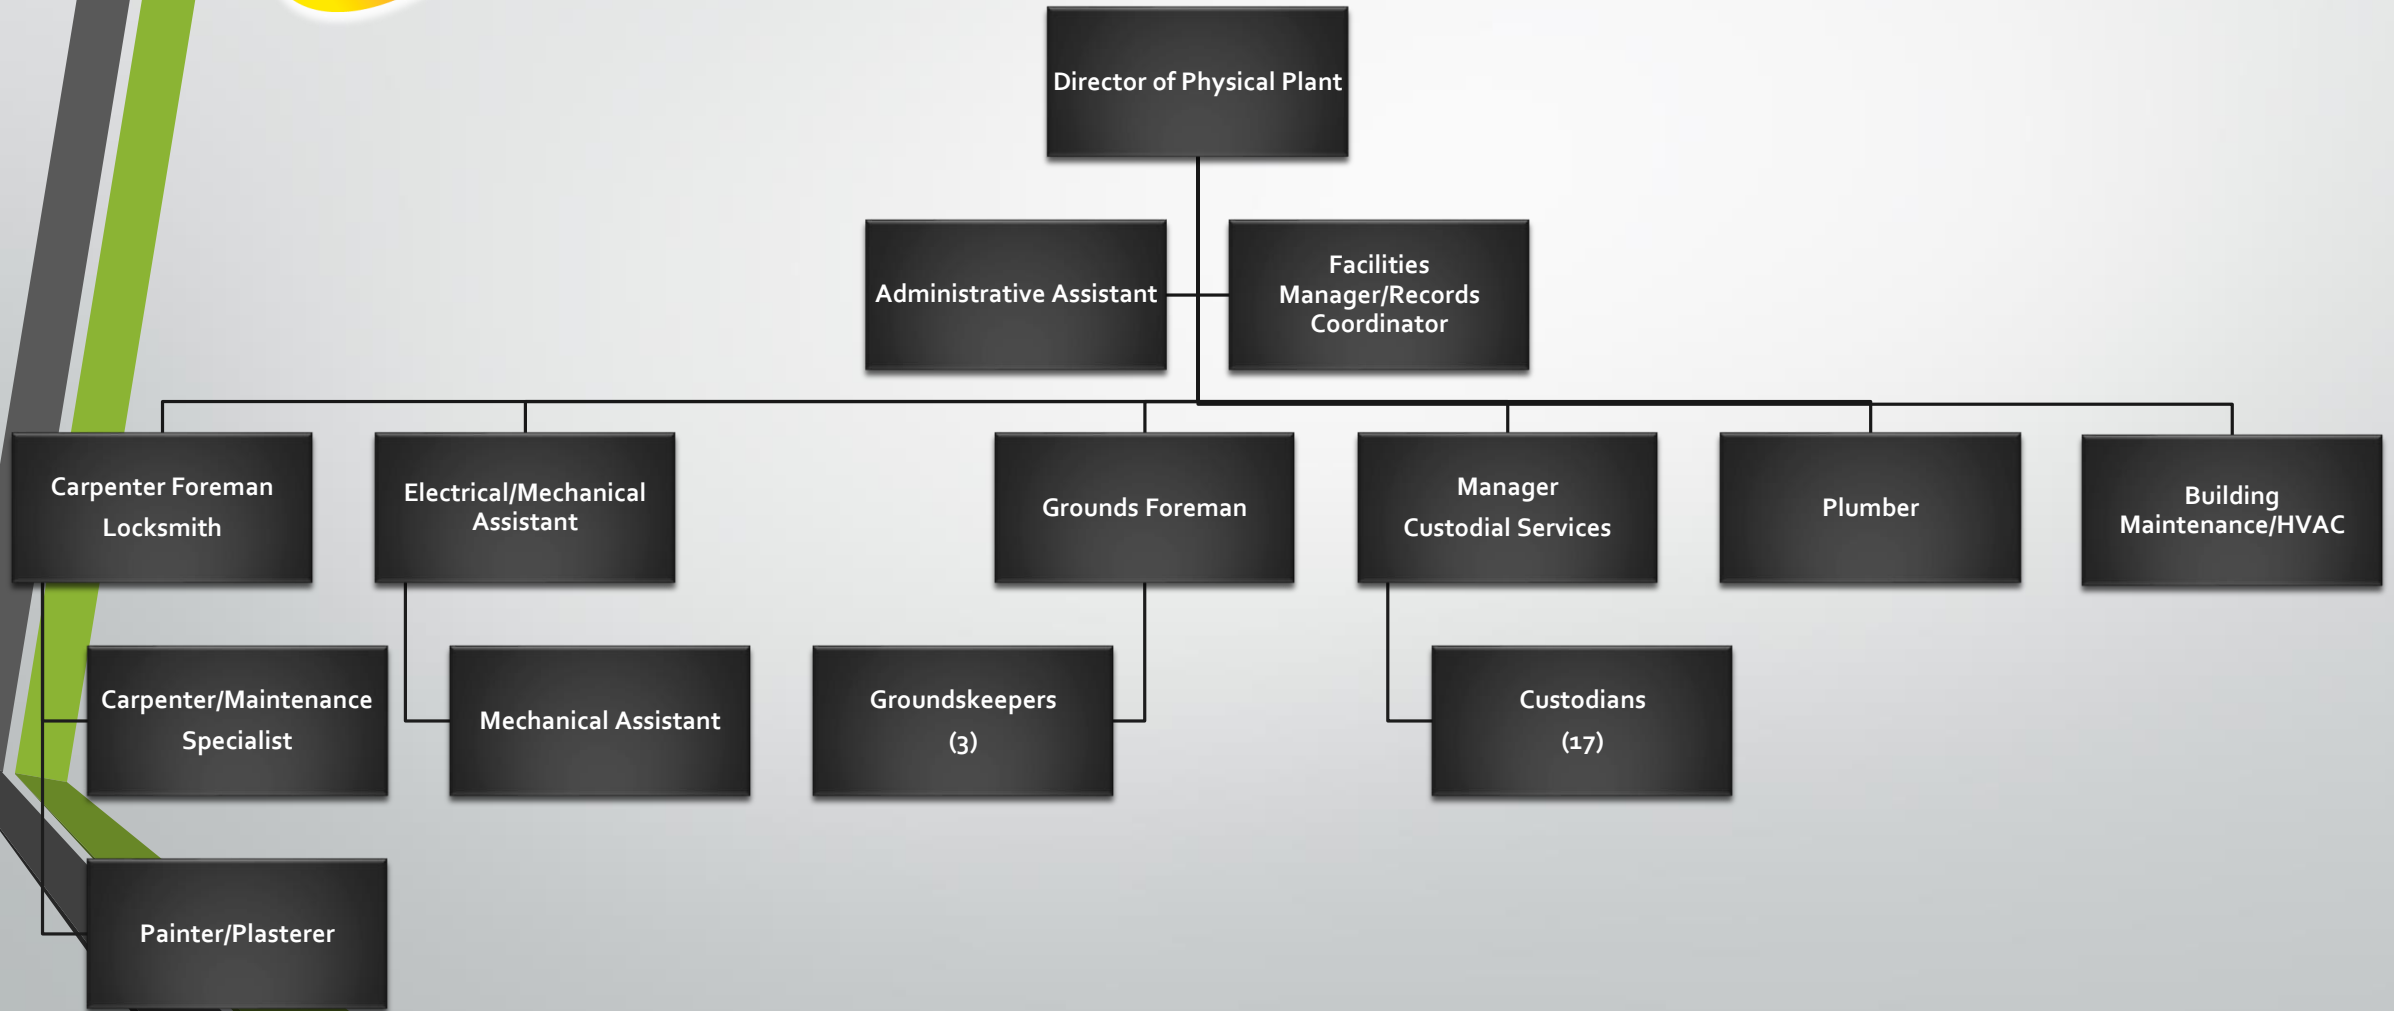 Director of Physical Plant
Administrative Assistant
Facilities
Manager/Records
Coordinator
Carpenter Foreman
Locksmith
Electrical/Mechanical
Assistant
Grounds Foreman
Manager
Custodial Services
Plumber
Building
Maintenance/HVAC
Carpenter/Maintenance
Specialist
Mechanical Assistant
Groundskeepers
(3)
Custodians
(17)
Painter/Plasterer